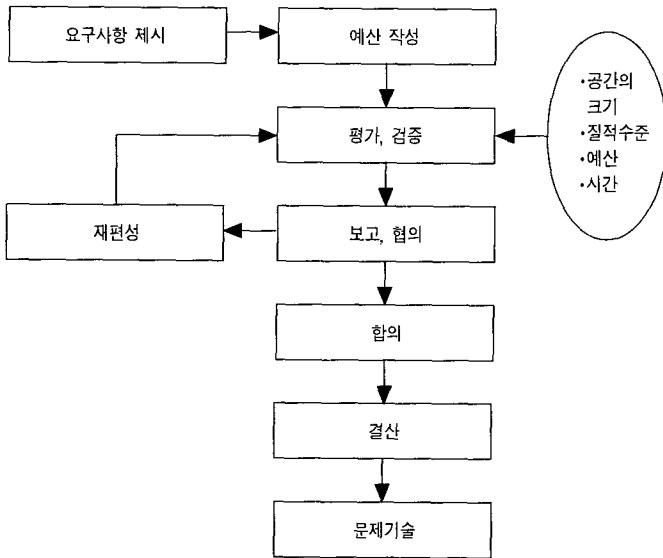 요구사항 제시
예산 작성
·공간의
크기
·질적수준
·예산
·시간
평가, 검증
재편성
보고, 협의
합의
결산
문제기술